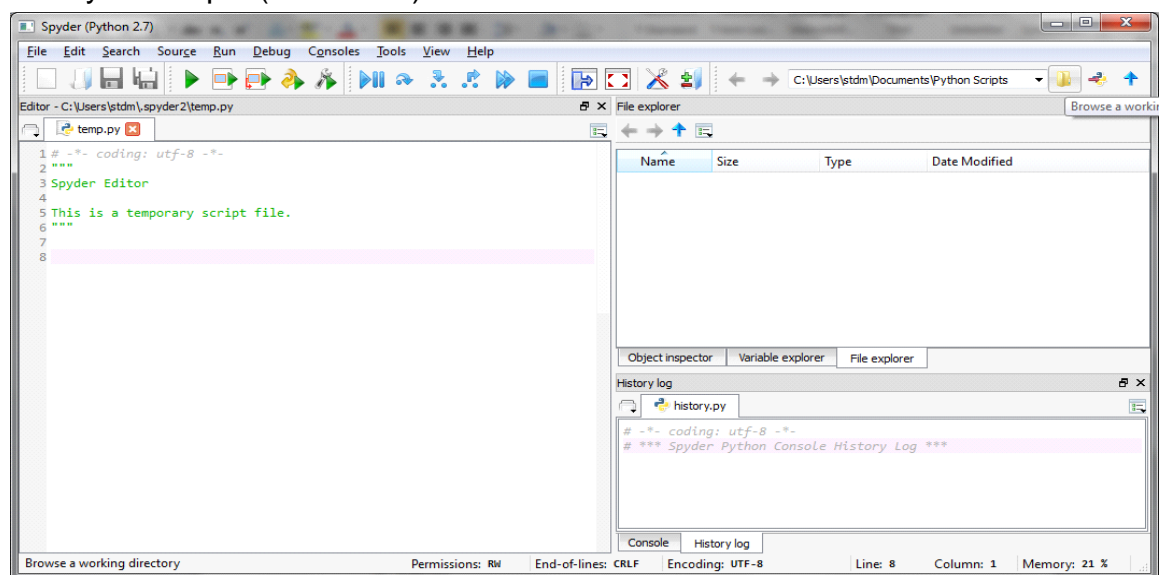 Spyder (Python 2.7)
File Edit Search Source Run Debug Consoles Tools View Help
C:\Users\stdm\Documents\Python Scripts
Editor - C:\Users\stdm\.spyder2\temp.py
File explorer
Browse a workin
temp.py
1 # -*- coding: utf-8 -*-
2 """
3 Spyder Editor
4
5 This is a temporary script file.
6 """
7
8
Name Size Type Date Modified
Object inspector Variable explorer File explorer
History log
history.py
# -*- coding: utf-8 -*-
# *** Spyder Python Console History Log ***
Console History log
Browse a working directory Permissions: RW End-of-lines: CRLF Encoding: UTF-8 Line: 8 Column: 1 Memory: 21 %